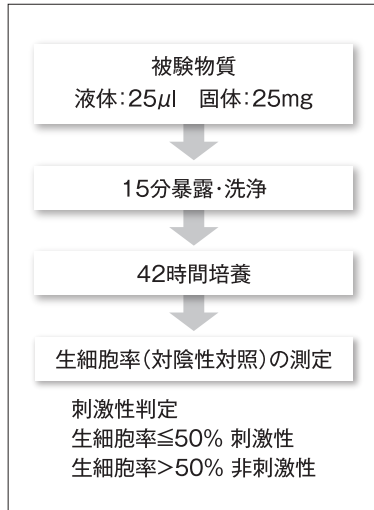 被験物質
液体：25μl　固体：25mg
15分暴露・洗浄
42時間培養
生細胞率（対陰性対照）の測定
刺激性判定
生細胞率≦50% 刺激性
生細胞率>50% 非刺激性